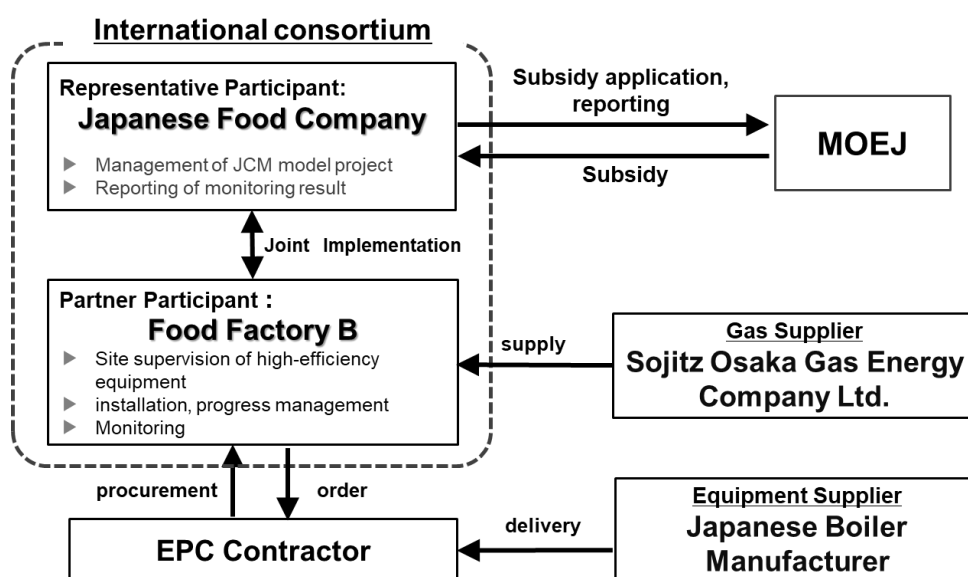 International consortium
Representative Participant:
Japanese Food Company
Management of JCM model project
Reporting of monitoring result
Subsidy application,
reporting
Subsidy
MOEJ
Joint Implementation
Partner Participant :
Food Factory B
Site supervision of high-efficiency
equipment
installation, progress management
Monitoring
supply
Gas Supplier
Sojitz Osaka Gas Energy
Company Ltd.
procurement
order
EPC Contractor
delivery
Equipment Supplier
Japanese Boiler
Manufacturer